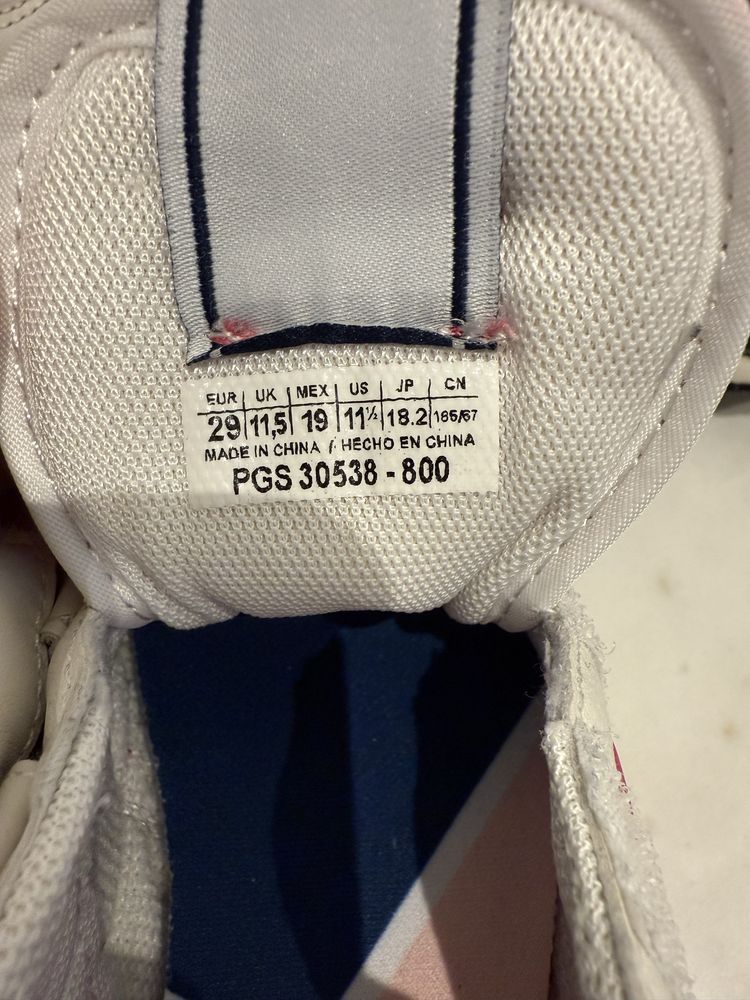 EUR UK MEX US JP CN
29 11,5 19 11½ 18.2 185/67
MADE IN CHINA / HECHO EN CHINA
PGS 30538 - 800